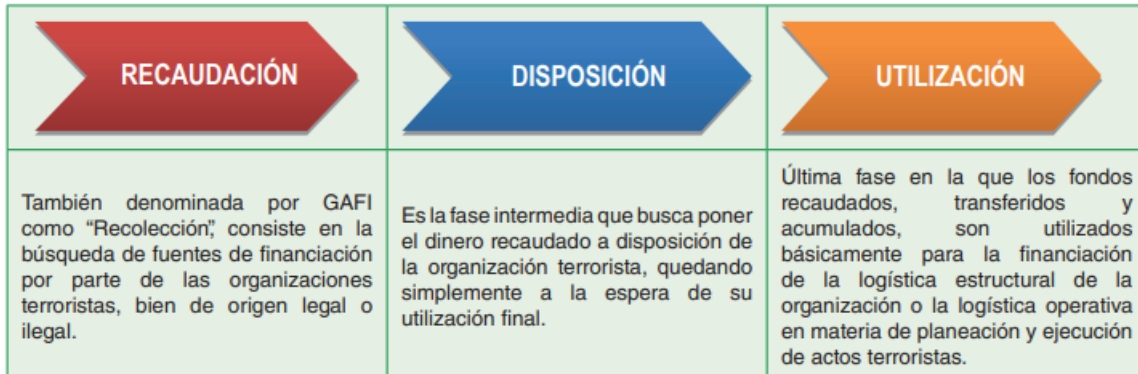 RECAUDACIÓN
DISPOSICIÓN
UTILIZACIÓN
También denominada por GAFI
como “Recolección”, consiste en la
búsqueda de fuentes de financiación
por parte de las organizaciones
terroristas, bien de origen legal o
ilegal.
Es la fase intermedia que busca poner
el dinero recaudado a disposición de
la organización terrorista, quedando
simplemente a la espera de su
utilización final.
Última fase en la que los fondos
recaudados, transferidos y
acumulados, son utilizados
básicamente para la financiación
de la logística estructural de la
organización o la logística operativa
en materia de planeación y ejecución
de actos terroristas.